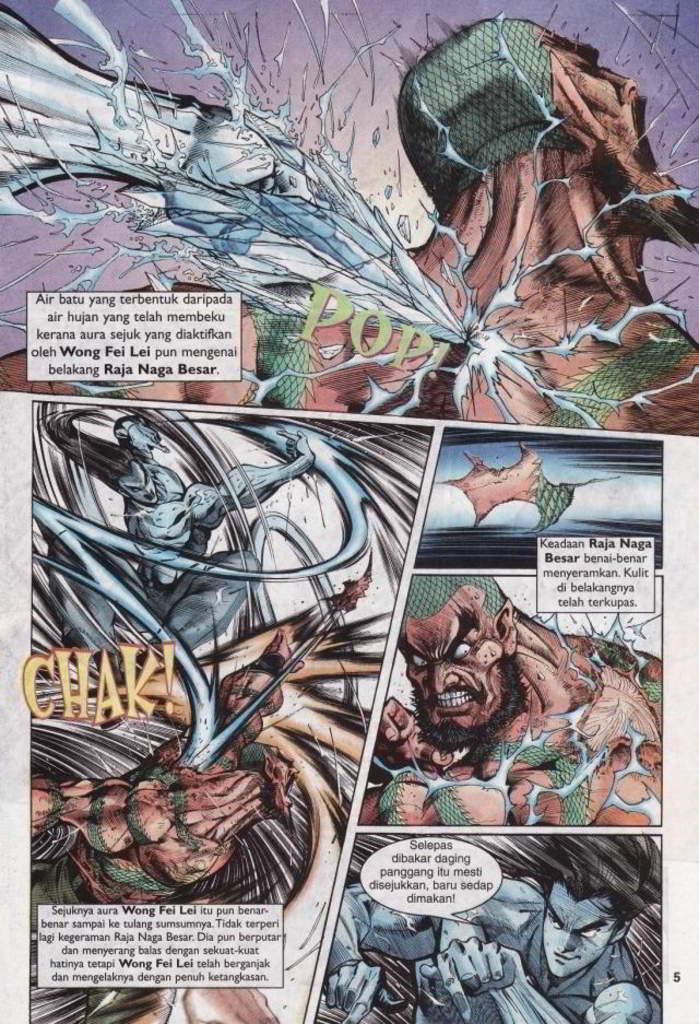 Air batu yang terbentuk daripada
air hujan yang telah membeku
kerana aura sejuk yang diaktifkan
oleh Wong Fei Lei pun mengenai
belakang Raja Naga Besar.
POP!
Keadaan Raja Naga
Besar benai-benar
menyeramkan. Kulit
di belakangnya
telah terkupas.
CHAK!
Sejuknya aura Wong Fei Lei itu pun benar-
benar sampai ke tulang sumsumnya. Tidak terperi
lagi kegeraman Raja Naga Besar. Dia pun berputar
dan menyerang balas dengan sekuat-kuat
hatinya tetapi Wong Fei Lei telah berganjak
dan mengelaknya dengan penuh ketangkasan.
Selepas
dibakar daging
panggang itu mesti
disejukkan, baru sedap
dimakan!
5